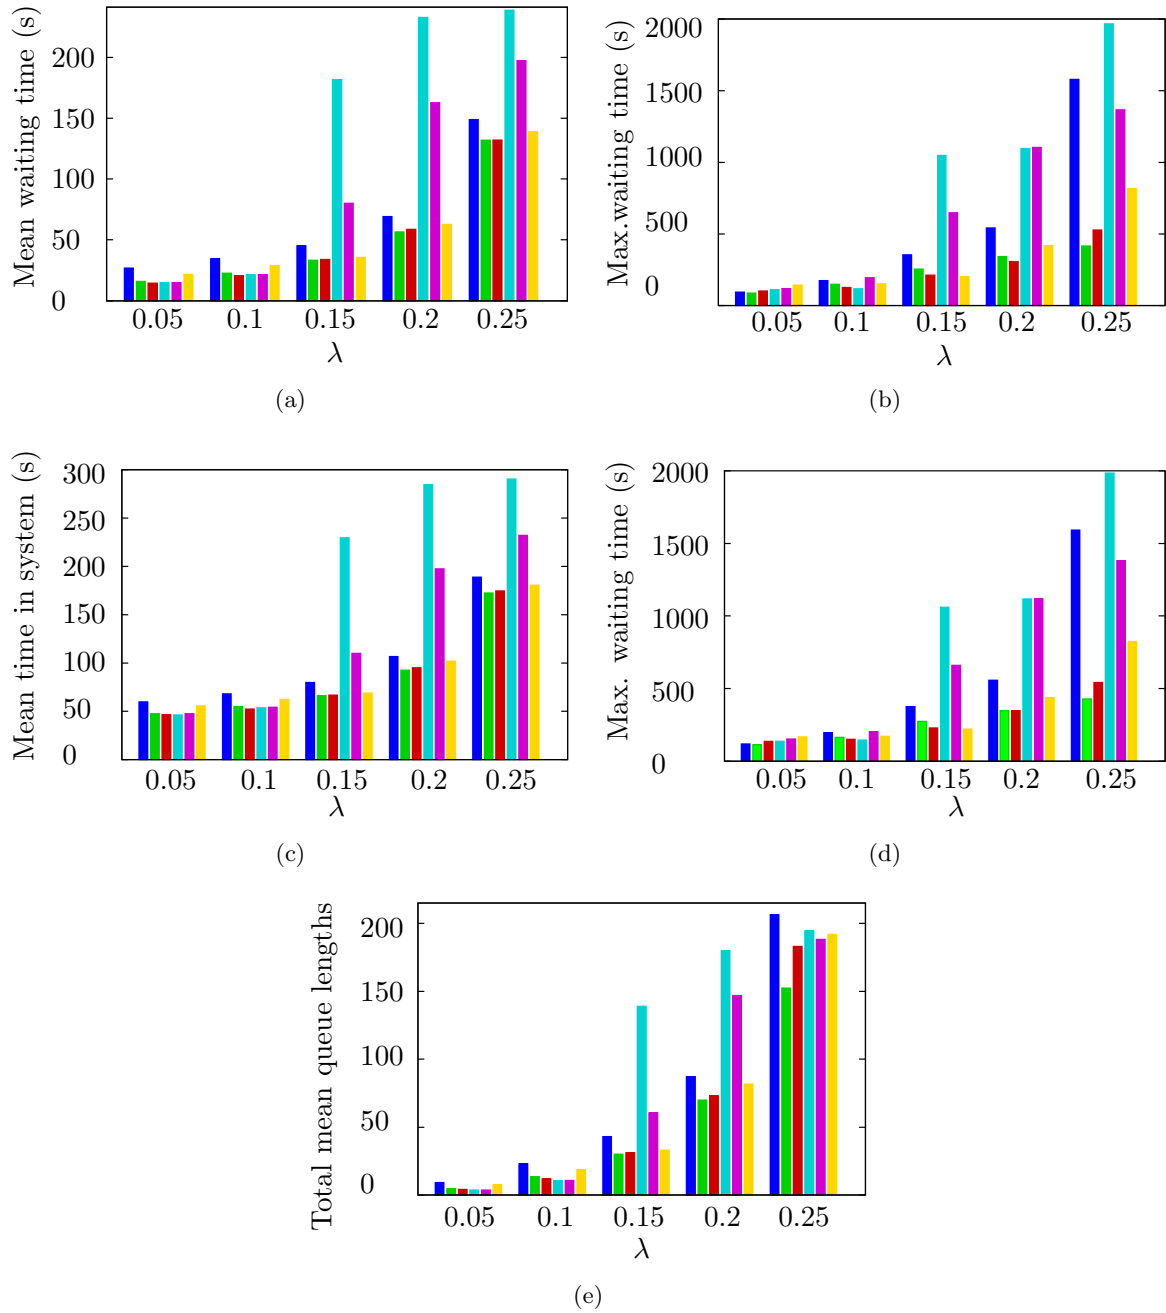 Mean waiting time (s)
200
150
100
50
0
0.05 0.1 0.15 0.2 0.25
λ
(a)
Max.waiting time (s)
2000
1500
1000
500
0
0.05 0.1 0.15 0.2 0.25
λ
(b)
Mean time in system (s)
300
250
200
150
100
50
0
0.05 0.1 0.15 0.2 0.25
λ
(c)
Max. waiting time (s)
2000
1500
1000
500
0
0.05 0.1 0.15 0.2 0.25
λ
(d)
Total mean queue lengths
200
150
100
50
0
0.05 0.1 0.15 0.2 0.25
λ
(e)